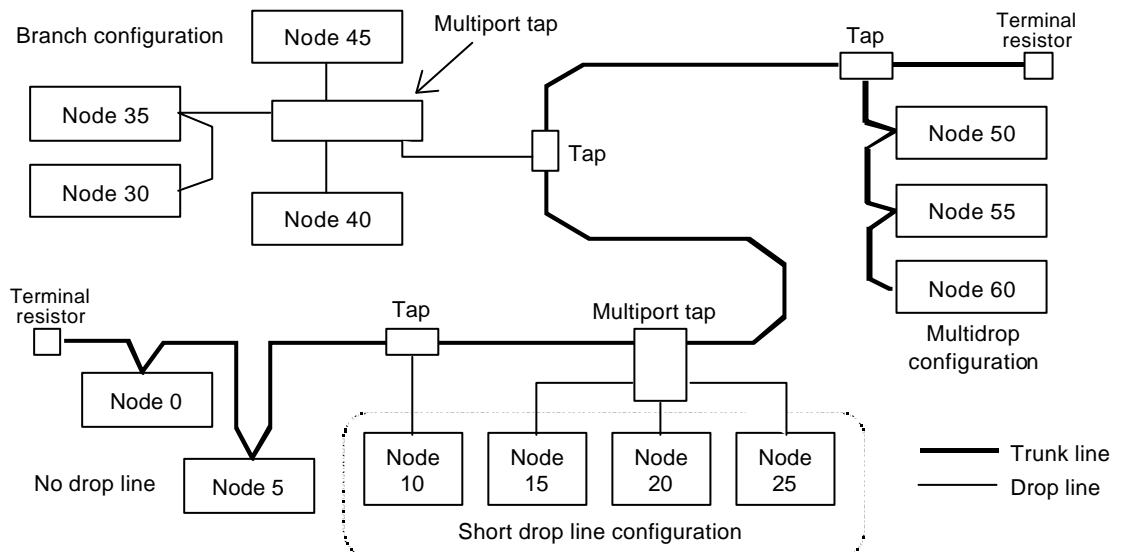 Branch configuration
Node 45
Multiport tap
Tap
Terminal
resistor
Node 35
Node 50
Tap
Node 30
Node 40
Node 55
Node 60
Terminal
resistor
Tap
Multiport tap
Multidrop
configuration
Node 0
Node
10
Node
15
Node
20
Node
25
Trunk line
No drop line
Node 5
Drop line
Short drop line configuration